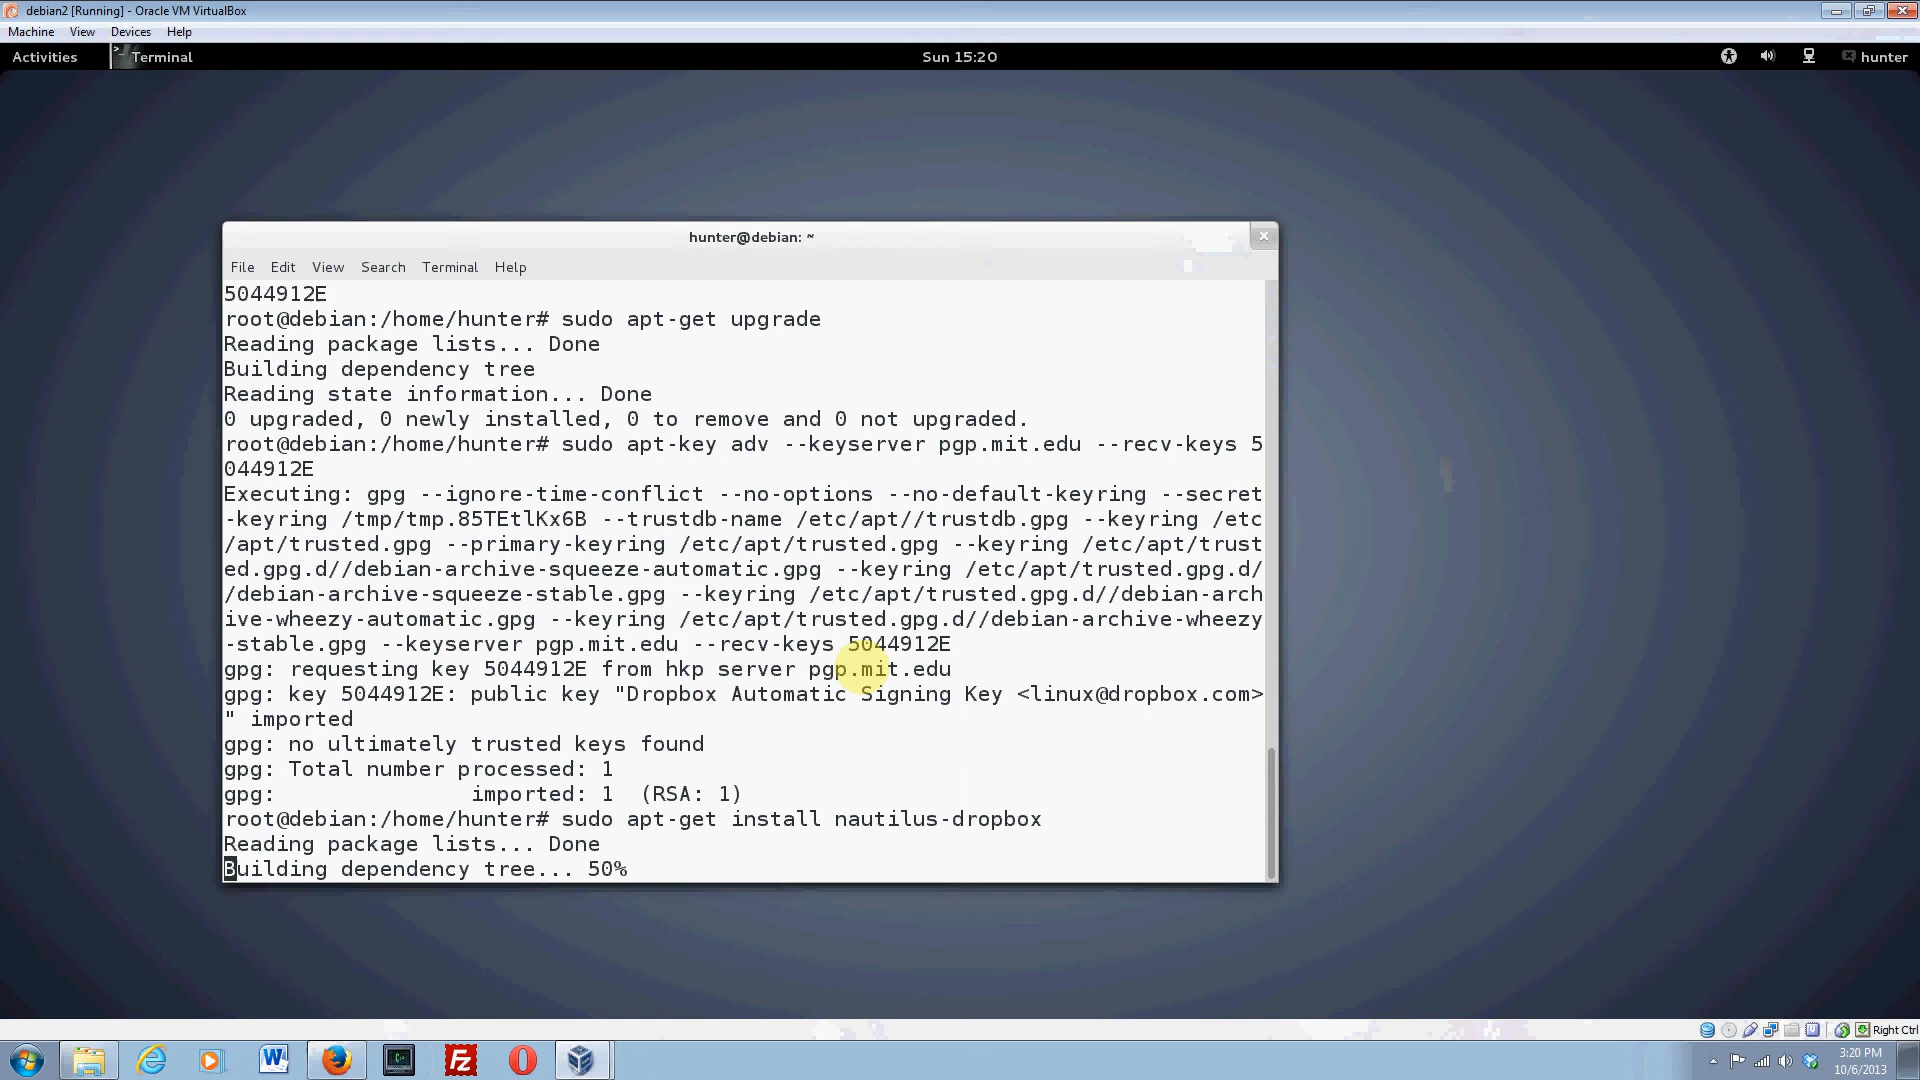 debian2 [Running] - Oracle VM VirtualBox
Machine View Devices Help
Activities Terminal Sun 15:20 hunter
hunter@debian: ~
File Edit View Search Terminal Help
5044912E
root@debian:/home/hunter# sudo apt-get upgrade
Reading package lists... Done
Building dependency tree
Reading state information... Done
0 upgraded, 0 newly installed, 0 to remove and 0 not upgraded.
root@debian:/home/hunter# sudo apt-key adv --keyserver pgp.mit.edu --recv-keys 5
044912E
Executing: gpg --ignore-time-conflict --no-options --no-default-keyring --secret
-keyring /tmp/tmp.85TEtlKx6B --trustdb-name /etc/apt//trustdb.gpg --keyring /etc
/apt/trusted.gpg --primary-keyring /etc/apt/trusted.gpg --keyring /etc/apt/trust
ed.gpg.d//debian-archive-squeeze-automatic.gpg --keyring /etc/apt/trusted.gpg.d/
/debian-archive-squeeze-stable.gpg --keyring /etc/apt/trusted.gpg.d//debian-arch
ive-wheezy-automatic.gpg --keyring /etc/apt/trusted.gpg.d//debian-archive-wheezy
-stable.gpg --keyserver pgp.mit.edu --recv-keys 5044912E
gpg: requesting key 5044912E from hkp server pgp.mit.edu
gpg: key 5044912E: public key "Dropbox Automatic Signing Key <linux@dropbox.com>
" imported
gpg: no ultimately trusted keys found
gpg: Total number processed: 1
gpg: imported: 1 (RSA: 1)
root@debian:/home/hunter# sudo apt-get install nautilus-dropbox
Reading package lists... Done
Building dependency tree... 50%
Right Ctrl
3:20 PM
10/6/2013